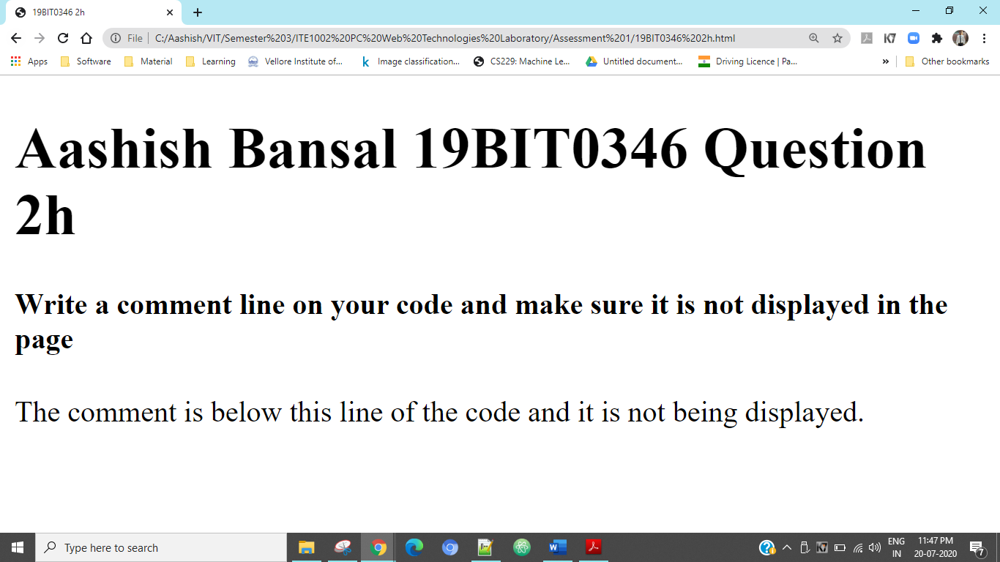 19BIT0346 2h
File | C:/Aashish/VIT/Semester%203/ITE1002%20PC%20Web%20Technologies%20Laboratory/Assessment%201/19BIT0346%202h.html
Apps Software Material Learning Vellore Institute of... Image classification... CS229: Machine Le... Untitled document... Driving Licence | Pa... » Other bookmarks
Aashish Bansal 19BIT0346 Question
2h
Write a comment line on your code and make sure it is not displayed in the
page
The comment is below this line of the code and it is not being displayed.
Type here to search
ENG
IN
11:47 PM
20-07-2020
7